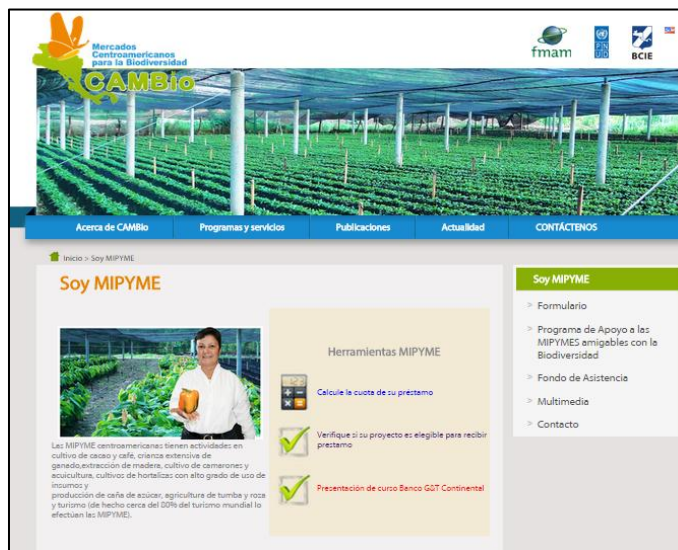 Mercados
Centroamericanos
para la Biodiversidad
CAMBio
fmam
PNUD
BCIE
Acerca de CAMBio
Programas y servicios
Publicaciones
Actualidad
CONTÁCTENOS
Inicio > Soy MIPYME
Soy MIPYME
Las MIPYME centroamericanas tienen actividades en
cultivo de cacao y café, crianza extensiva de
ganado,extracción de madera, cultivo de camarones y
acuicultura, cultivos de hortalizas con alto grado de uso de
insumos y
producción de caña de azúcar, agricultura de tumba y roza
y turismo (de hecho cerca del 80% del turismo mundial lo
efectúan las MIPYME).
Herramientas MIPYME
Calcule la cuota de su préstamo
Verifique si su proyecto es elegible para recibir
prestamo
Presentación de curso Banco G&T Continental
Soy MIPYME
> Formulario
> Programa de Apoyo a las
MIPYMES amigables con la
Biodiversidad
> Fondo de Asistencia
> Multimedia
> Contacto